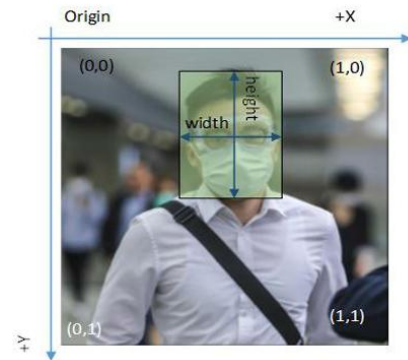 Origin +X
(0,0) (1,0)
height
width
(0,1) (1,1)
+Y